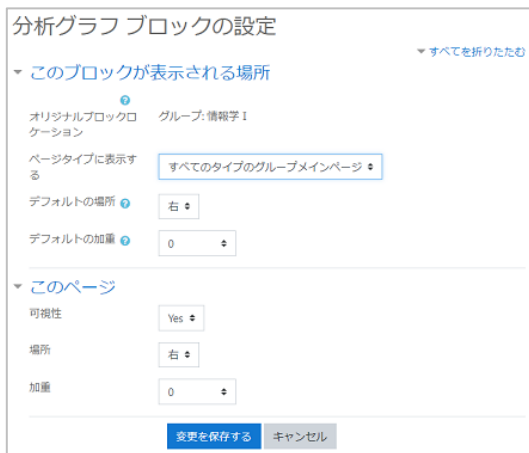 分析グラフ ブロックの設定
すべてを折りたたむ
このブロックが表示される場所
オリジナルブロックロケーション グループ: 情報学 I
ページタイプに表示する すべてのタイプのグループメインページ
デフォルトの場所 右
デフォルトの加重 0
このページ
可視性 Yes
場所 右
加重 0
変更を保存する キャンセル